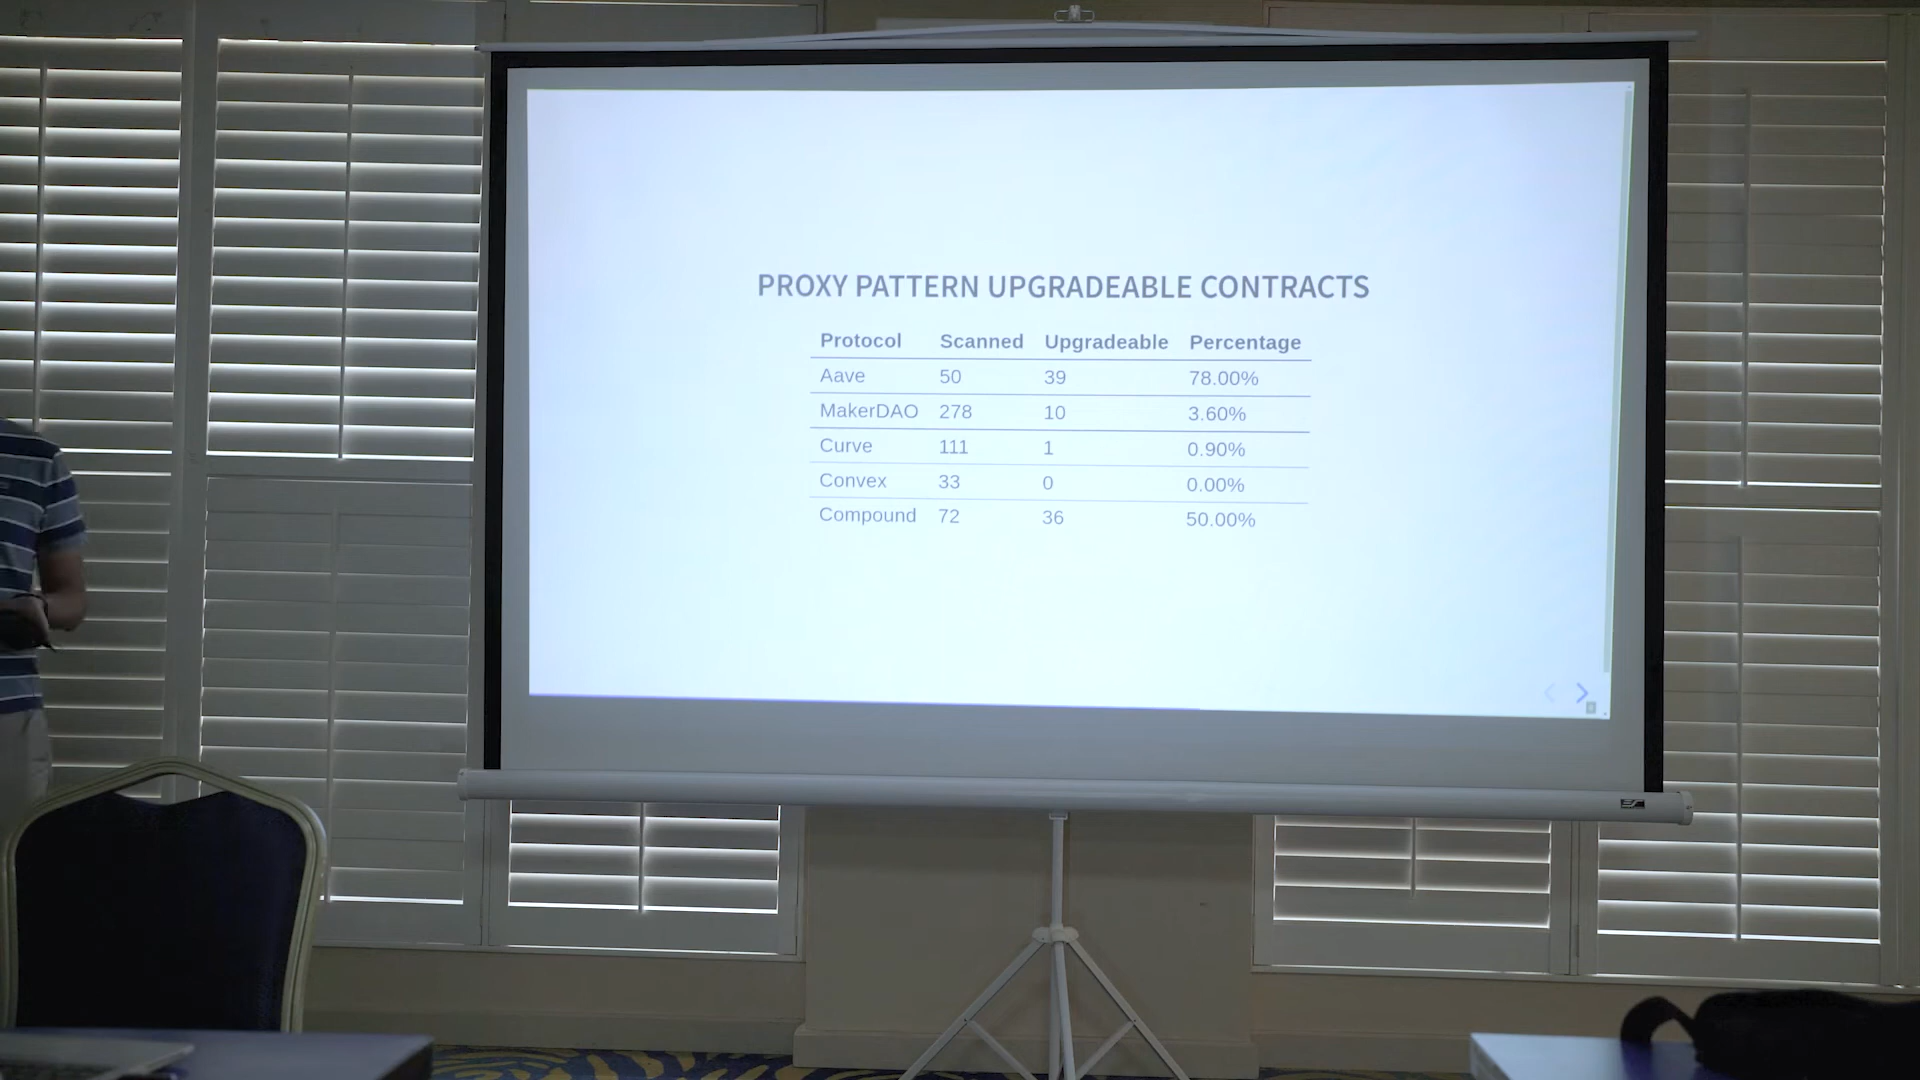 PROXY PATTERN UPGRADEABLE CONTRACTS
Protocol Scanned Upgradeable Percentage
Aave 50 39 78.00%
MakerDAO 278 10 3.60%
Curve 111 1 0.90%
Convex 33 0 0.00%
Compound 72 36 50.00%